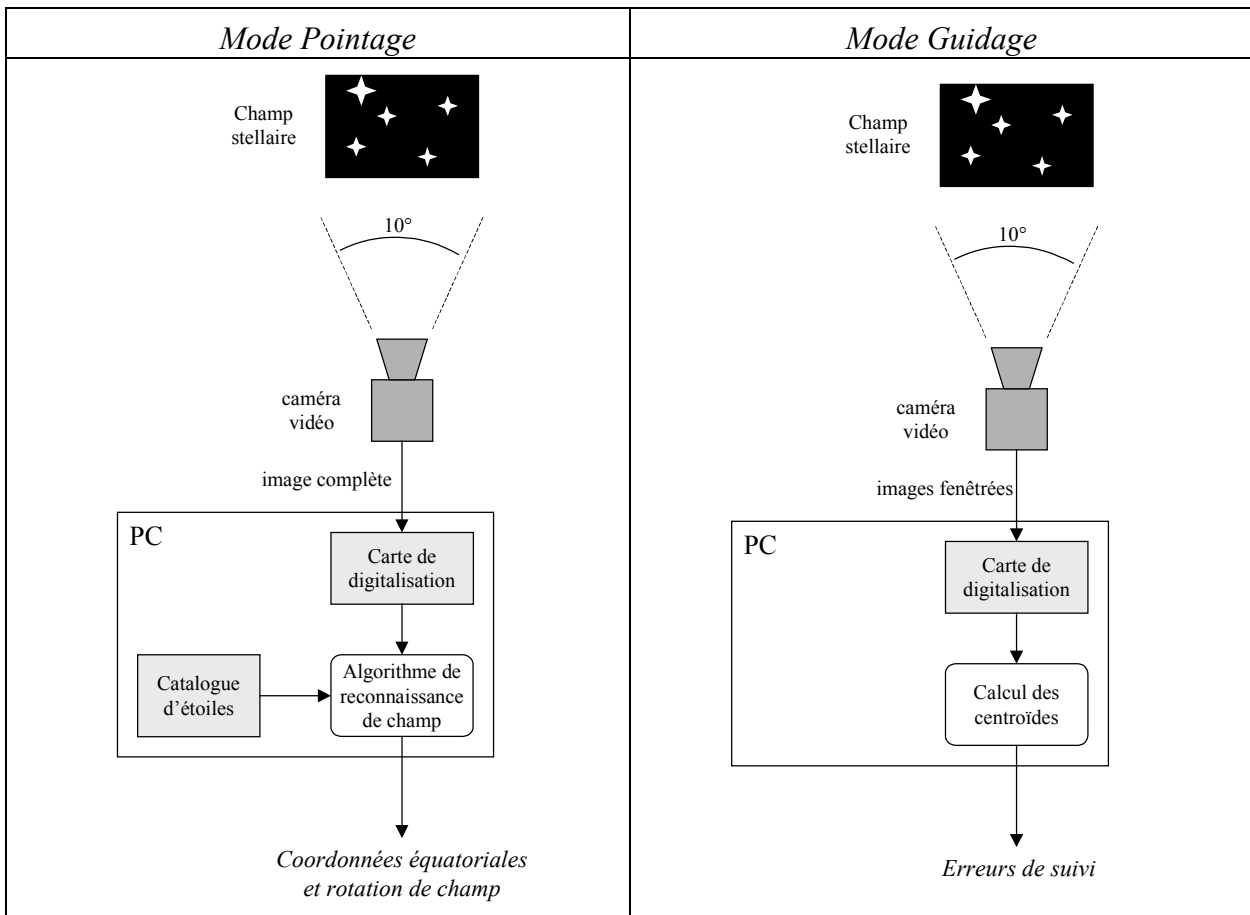 Mode Pointage
Champ
stellaire
10°
caméra
vidéo
image complète
PC
Carte de
digitalisation
Catalogue
d’étoiles
Algorithme de
reconnaissance
de champ
Coordonnées équatoriales
et rotation de champ
Mode Guidage
Champ
stellaire
10°
caméra
vidéo
images fenêtrées
PC
Carte de
digitalisation
Calcul des
centroïdes
Erreurs de suivi